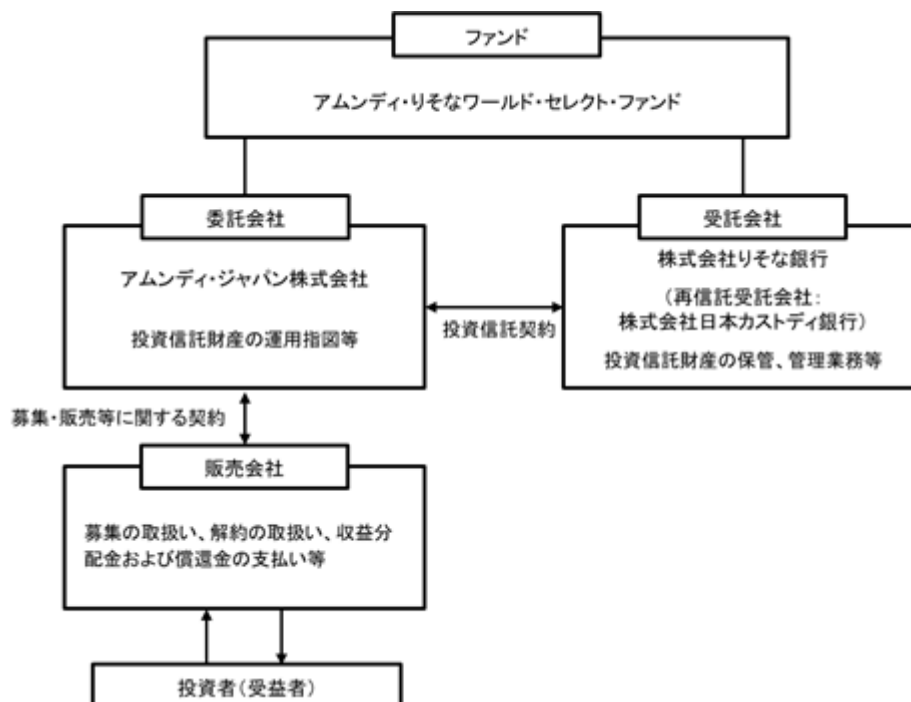 ファンド
アムンディ・りそなワールド・セレクト・ファンド
委託会社
アムンディ・ジャパン株式会社
投資信託財産の運用指図等
投資信託契約
受託会社
株式会社りそな銀行
（再信託受託会社：
株式会社日本カストディ銀行）
投資信託財産の保管、管理業務等
募集・販売等に関する契約
販売会社
募集の取扱い、解約の取扱い、収益分
配金および償還金の支払い等
投資者（受益者）